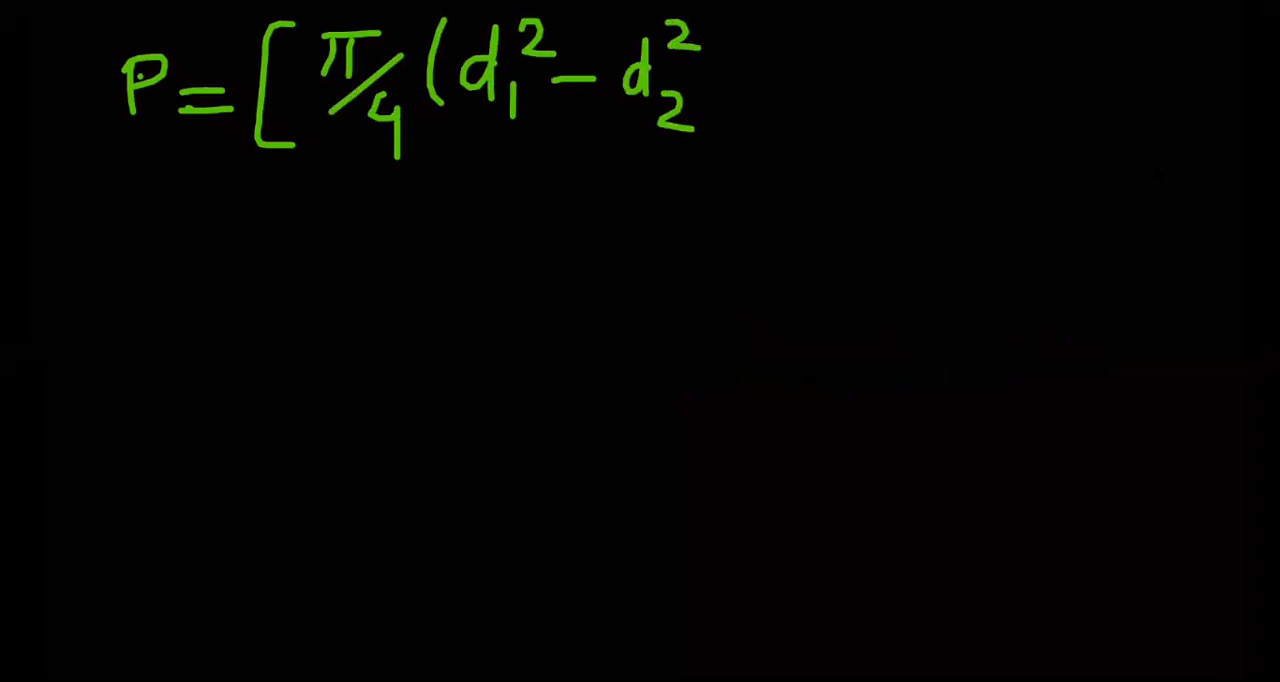 P = [ π/4 (d₁² - d₂²